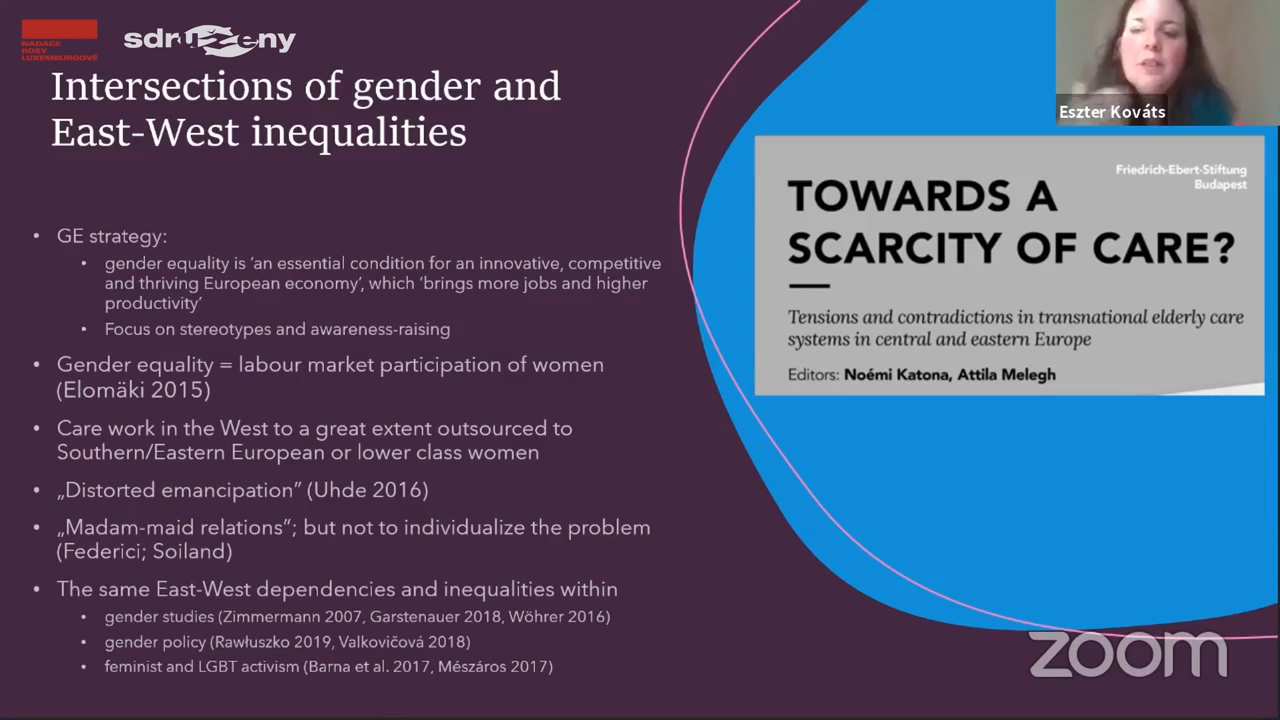 NADACE
ROSY
LUXEMBURGOVÉ
sdruženy
Intersections of gender and
East-West inequalities
• GE strategy:
• gender equality is ‘an essential condition for an innovative, competitive
and thriving European economy’, which ‘brings more jobs and higher
productivity’
• Focus on stereotypes and awareness-raising
• Gender equality = labour market participation of women
(Elomäki 2015)
• Care work in the West to a great extent outsourced to
Southern/Eastern European or lower class women
• „Distorted emancipation” (Uhde 2016)
• „Madam-maid relations”; but not to individualize the problem
(Federici; Soiland)
• The same East-West dependencies and inequalities within
• gender studies (Zimmermann 2007, Garstenauer 2018, Wöhrer 2016)
• gender policy (Rawłuszko 2019, Valkovičová 2018)
• feminist and LGBT activism (Barna et al. 2017, Mészáros 2017)
Eszter Kováts
Friedrich-Ebert-Stiftung
Budapest
TOWARDS A
SCARCITY OF CARE?
Tensions and contradictions in transnational elderly care
systems in central and eastern Europe
Editors: Noémi Katona, Attila Melegh
zoom